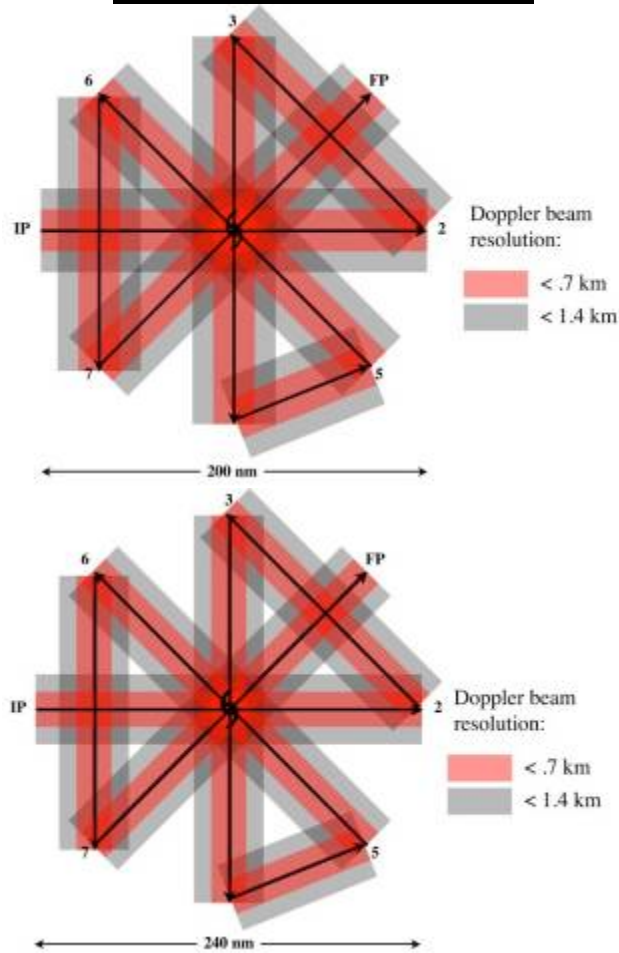 3
FP
6
IP
2
Doppler beam
resolution:
< .7 km
< 1.4 km
7
5
200 nm
3
FP
6
IP
2
Doppler beam
resolution:
< .7 km
< 1.4 km
7
5
240 nm